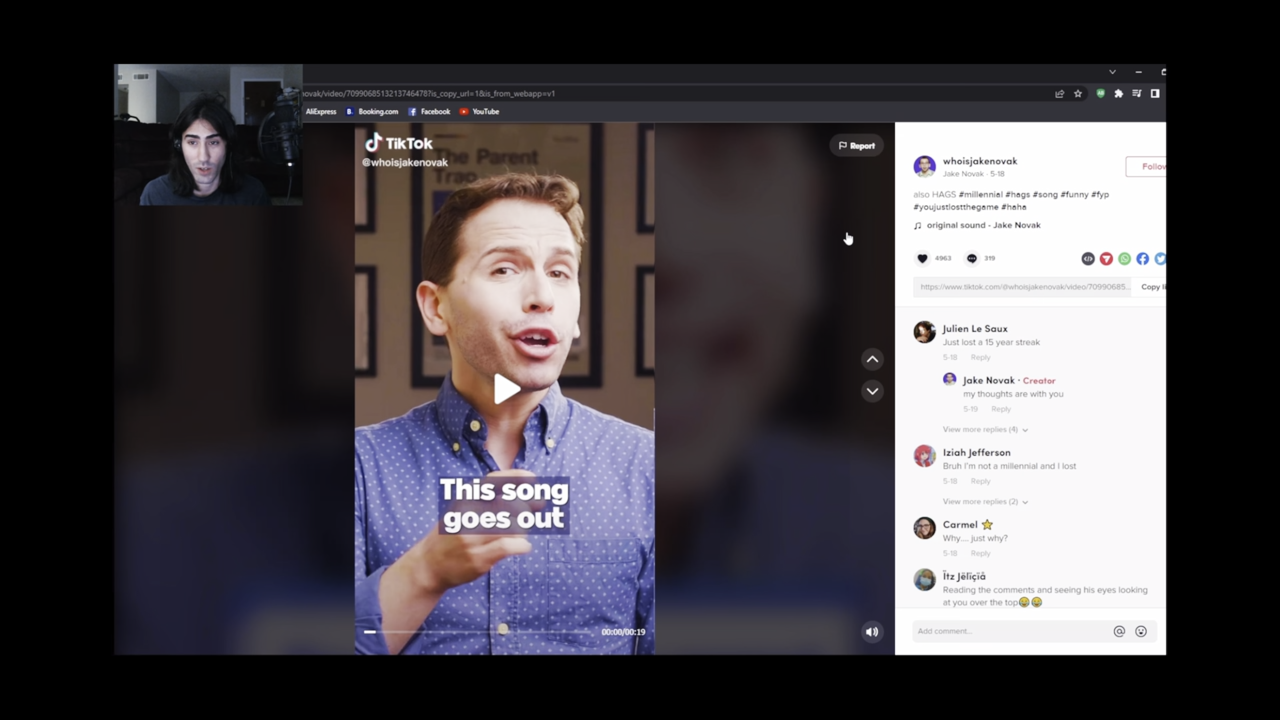 ovak/video/7099068513213746478?is_copy_url=1&is_from_webapp=v1
AliExpress
B. Booking.com
Facebook
YouTube
TikTok
@whoisjakenovak
The Parent
Report
This song
goes out
00:00/00:19
whoisjakenovak
Jake Novak · 5-18
Follow
also HAGS #millennial #hags #song #funny #fyp
#youjustlostthegame #haha
original sound - Jake Novak
4963
319
https://www.tiktok.com/@whoisjakenovak/video/70990685...
Copy li
Julien Le Saux
Just lost a 15 year streak
5-18 Reply
Jake Novak · Creator
my thoughts are with you
5-19 Reply
View more replies (4)
Iziah Jefferson
Bruh I'm not a millennial and I lost
5-18 Reply
View more replies (2)
Carmel ⭐
Why.... just why?
5-18 Reply
Îtz Jëlïçïå
Reading the comments and seeing his eyes looking
at you over the top😂😂
Add comment...